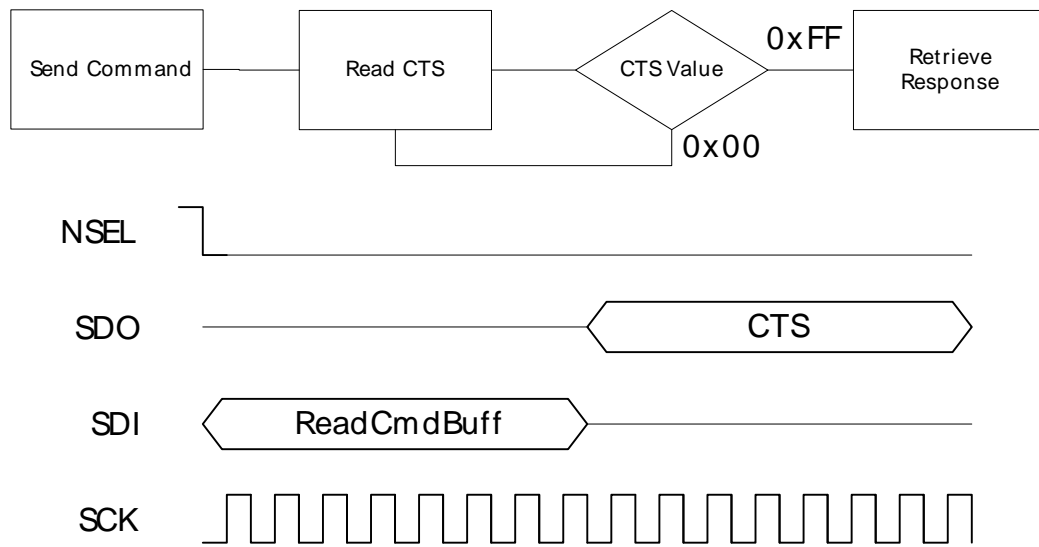 Send Command
Read CTS
CTS Value
0xFF
Retrieve
Response
0x00
NSEL
SDO
CTS
SDI
ReadCmdBuff
SCK